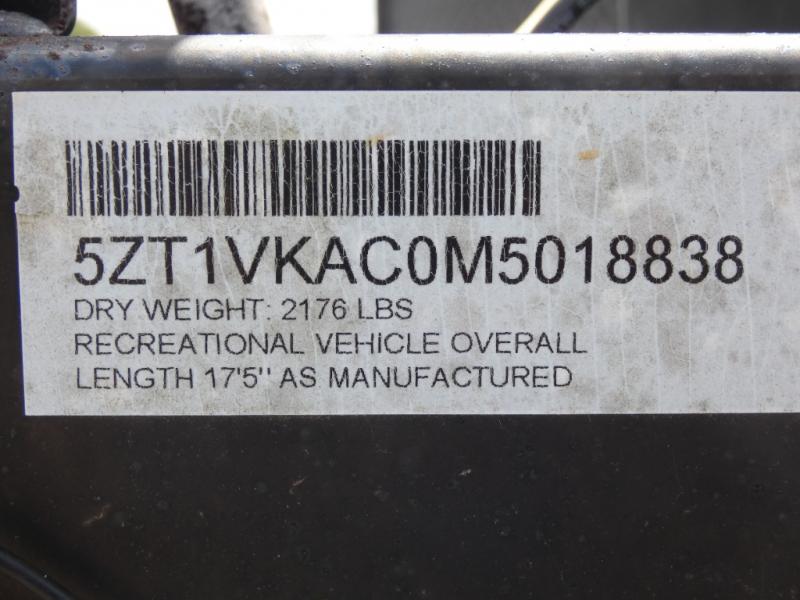 5ZT1VKAC0M5018838
DRY WEIGHT: 2176 LBS
RECREATIONAL VEHICLE OVERALL
LENGTH 17'5'' AS MANUFACTURED